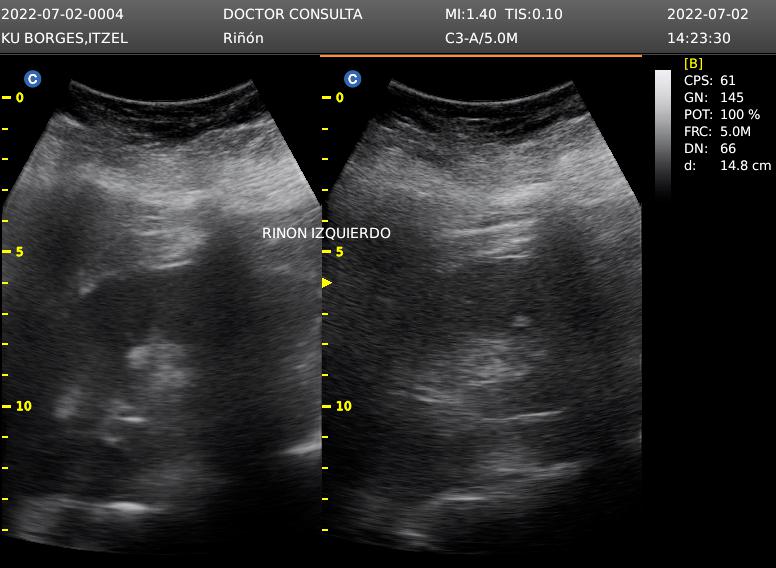 2022-07-02-0004 DOCTOR CONSULTA MI:1.40 TIS:0.10 2022-07-02
KU BORGES,ITZEL Riñón C3-A/5.0M 14:23:30
C C
[B]
0 0
CPS: 61
GN: 145
POT: 100 %
FRC: 5.0M
DN: 66
d: 14.8 cm
RINON IZQUIERDO
5 5
10 10